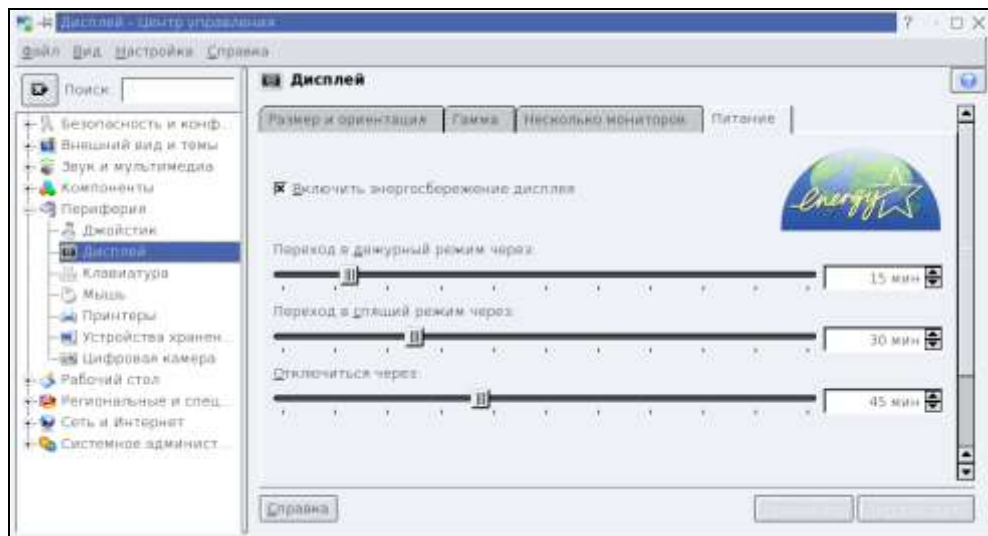 Дисплей - Центр управления
Файл Вид Настройка Справка
Поиск:
Безопасность и конф...
Внешний вид и темы
Звук и мультимедиа
Компоненты
Периферия
Джойстик
Дисплей
Клавиатура
Мышь
Принтеры
Устройства хранен...
Цифровая камера
Рабочий стол
Региональные и спец...
Сеть и Интернет
Системное админист...
Дисплей
Размер и ориентация Гамма Несколько мониторов Питание
Включить энергосбережение дисплея
energy
Переход в дежурный режим через:
15 мин
Переход в спящий режим через:
30 мин
Отключиться через:
45 мин
Справка